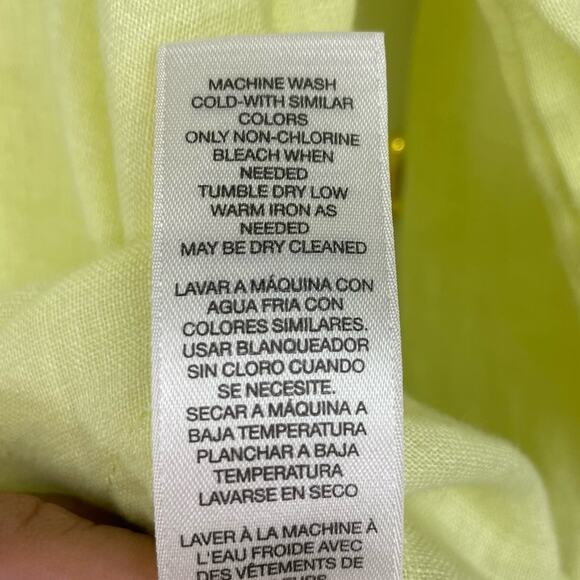 MACHINE WASH
COLD-WITH SIMILAR
COLORS
ONLY NON-CHLORINE
BLEACH WHEN
NEEDED
TUMBLE DRY LOW
WARM IRON AS
NEEDED
MAY BE DRY CLEANED
LAVAR A MÁQUINA CON
AGUA FRIA CON
COLORES SIMILARES.
USAR BLANQUEADOR
SIN CLORO CUANDO
SE NECESITE.
SECAR A MÁQUINA A
BAJA TEMPERATURA
PLANCHAR A BAJA
TEMPERATURA
LAVARSE EN SECO
LAVER À LA MACHINE À
L'EAU FROIDE AVEC
DES VÊTEMENTS DE